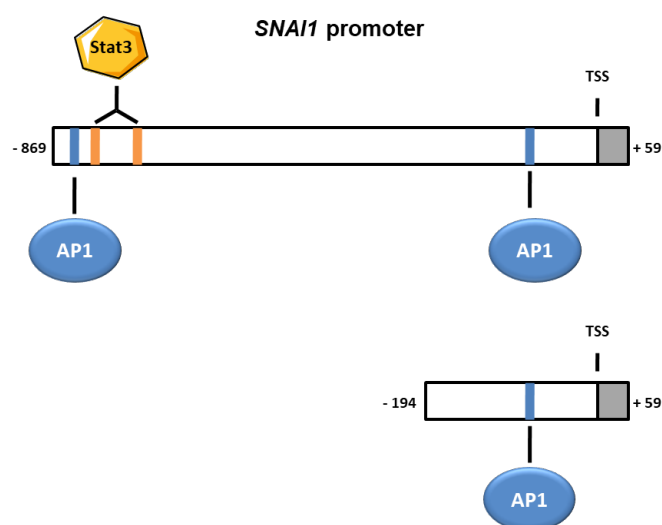 SNAI1 promoter
Stat3
TSS
- 869
+ 59
AP1
AP1
TSS
- 194
+ 59
AP1